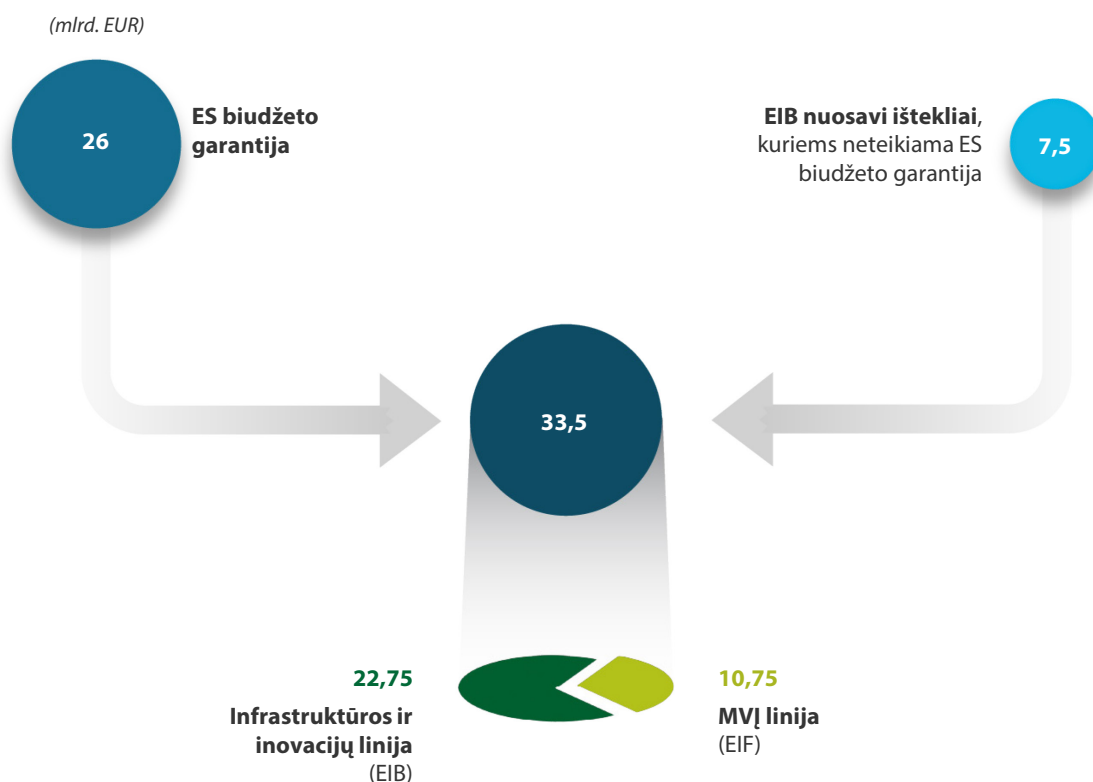 (mlrd. EUR)
26
ES biudžeto
garantija
EIB nuosavi ištekliai,
kuriems neteikiama ES
biudžeto garantija
7,5
33,5
22,75
Infrastruktūros ir
inovacijų linija
(EIB)
10,75
MVĮ linija
(EIF)